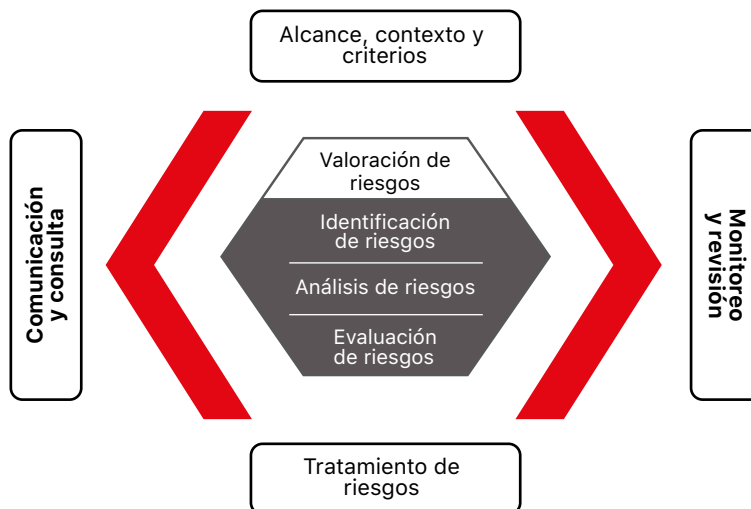 Alcance, contexto y
criterios
Comunicación
y consulta
Valoración de
riesgos
Identificación
de riesgos
Análisis de riesgos
Evaluación
de riesgos
Monitoreo
y revisión
Tratamiento de
riesgos